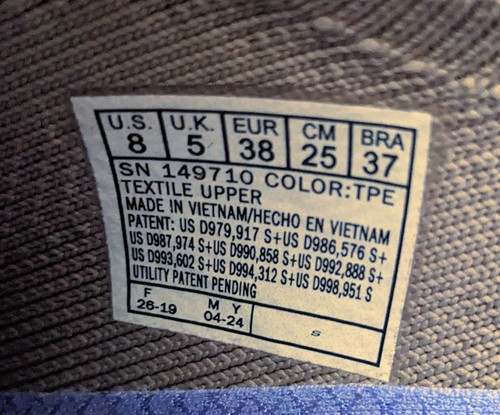 U.S. U.K. EUR CM BRA
8 5 38 25 37
SN 149710 COLOR:TPE
TEXTILE UPPER
MADE IN VIETNAM/HECHO EN VIETNAM
PATENT: US D979,917 S+US D986,576 S+
US D987,974 S+US D990,858 S+US D992,888 S+
US D993,602 S+US D994,312 S+US D998,951 S
UTILITY PATENT PENDING
F M Y
26-19 04-24 S